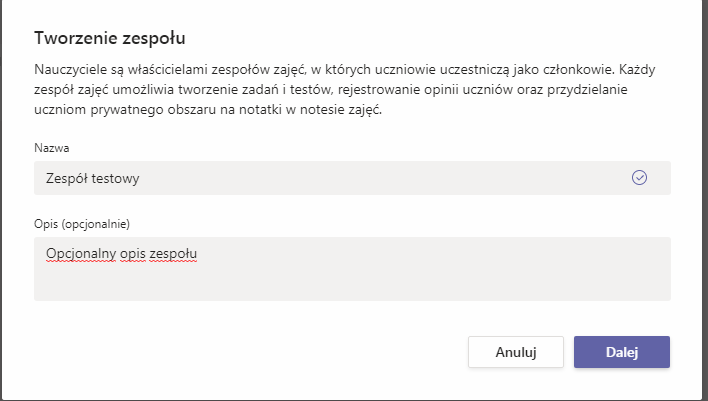 Tworzenie zespołu
Nauczyciele są właścicielami zespołów zajęć, w których uczniowie uczestniczą jako członkowie. Każdy
zespół zajęć umożliwia tworzenie zadań i testów, rejestrowanie opinii uczniów oraz przydzielanie
uczniom prywatnego obszaru na notatki w notesie zajęć.
Nazwa
Zespół testowy
Opis (opcjonalnie)
Opcjonalny opis zespołu
Anuluj
Dalej